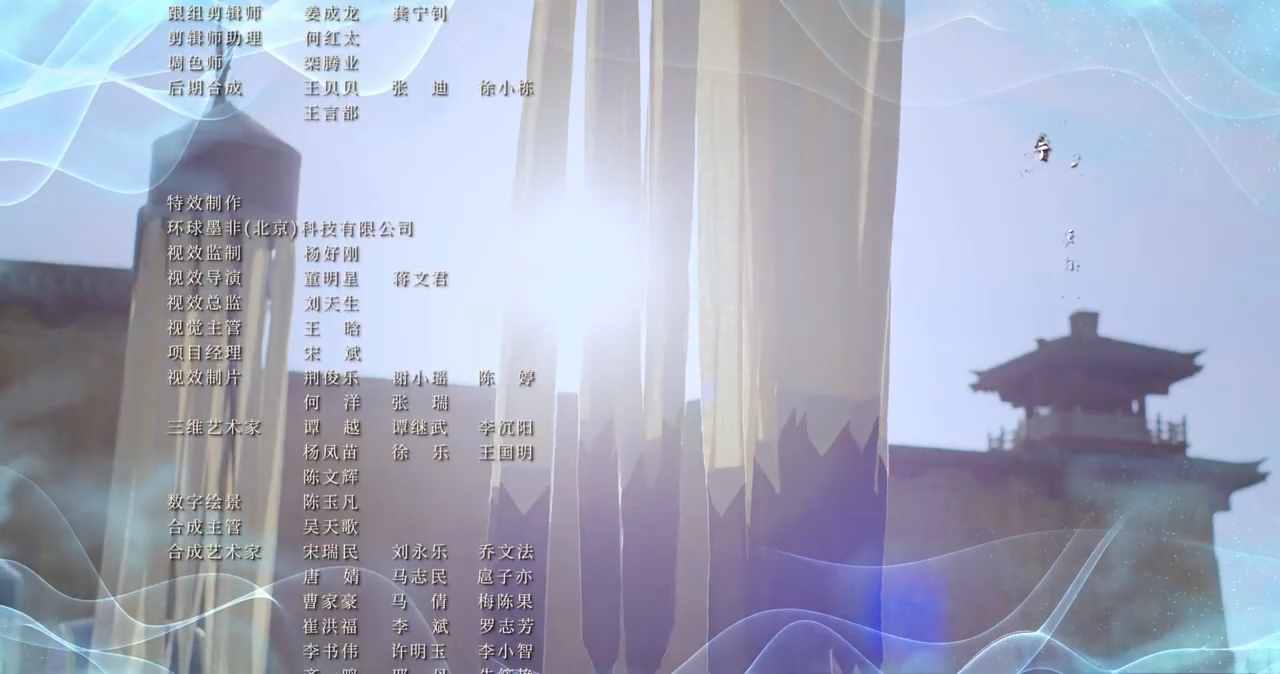 跟组剪辑师 姜成龙 龚宁钊
剪辑师助理 何红太
调色师 栾腾业
后期合成 王贝贝 张迪 徐小栋
王言都
特效制作
环球墨非(北京)科技有限公司
视效监制 杨好刚
视效导演 董明星 蒋文君
视效总监 刘天生
视觉主管 王晗
项目经理 宋斌
视效制片 荆俊乐 谢小瑶 陈婷
何洋 张瑞
三维艺术家 谭越 谭继武 李沉阳
杨凤苗 徐乐 王国明
陈文辉
数字绘景 陈玉凡
合成主管 吴天歌
合成艺术家 宋瑞民 刘永乐 乔文法
唐婧 马志民 扈子亦
曹家豪 马倩 梅陈果
崔洪福 李斌 罗志芳
李书伟 许明玉 李小智